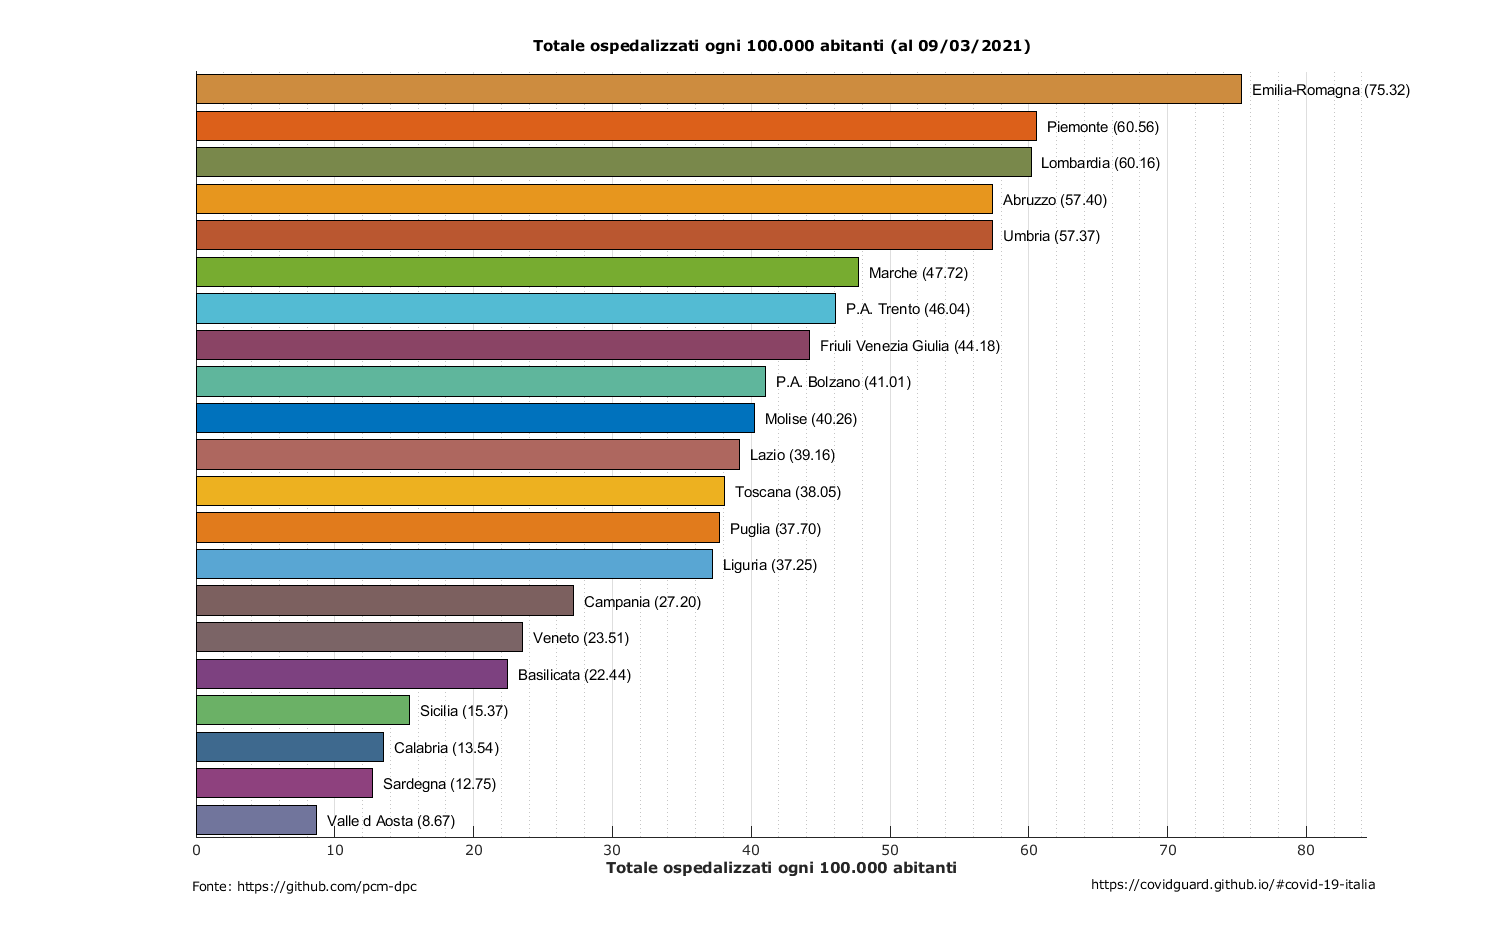 Totale ospedalizzati ogni 100.000 abitanti (al 09/03/2021)
Emilia-Romagna (75.32)
Piemonte (60.56)
Lombardia (60.16)
Abruzzo (57.40)
Umbria (57.37)
Marche (47.72)
P.A. Trento (46.04)
Friuli Venezia Giulia (44.18)
P.A. Bolzano (41.01)
Molise (40.26)
Lazio (39.16)
Toscana (38.05)
Puglia (37.70)
Liguria (37.25)
Campania (27.20)
Veneto (23.51)
Basilicata (22.44)
Sicilia (15.37)
Calabria (13.54)
Sardegna (12.75)
Valle d Aosta (8.67)
0 10 20 30 40 50 60 70 80
Totale ospedalizzati ogni 100.000 abitanti
Fonte: https://github.com/pcm-dpc
https://covidguard.github.io/#covid-19-italia